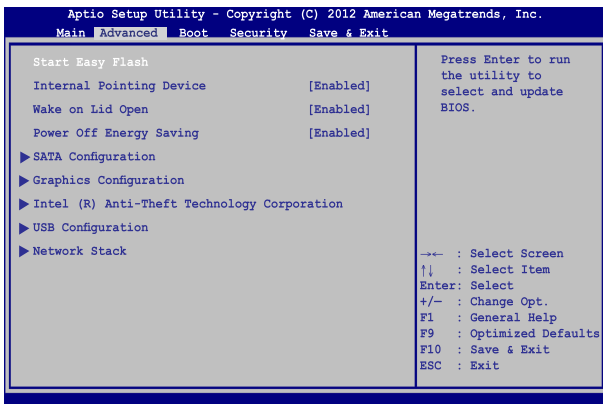 Aptio Setup Utility - Copyright (C) 2012 American Megatrends, Inc.
Main Advanced Boot Security Save & Exit
Start Easy Flash
Internal Pointing Device [Enabled]
Wake on Lid Open [Enabled]
Power Off Energy Saving [Enabled]
SATA Configuration
Graphics Configuration
Intel (R) Anti-Theft Technology Corporation
USB Configuration
Network Stack
Press Enter to run
the utility to
select and update
BIOS.
→← : Select Screen
↑↓ : Select Item
Enter: Select
+/— : Change Opt.
F1 : General Help
F9 : Optimized Defaults
F10 : Save & Exit
ESC : Exit